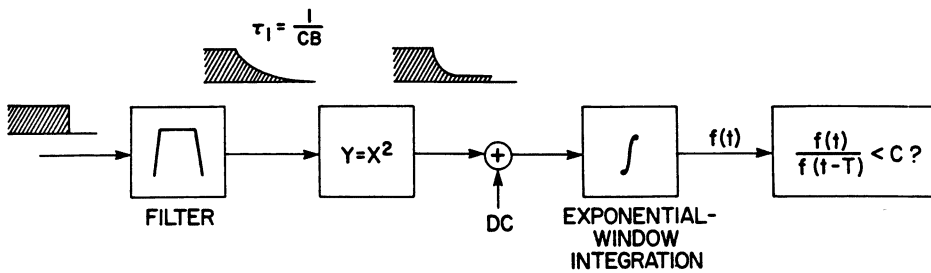 τ₁ = 1/CB
FILTER
Y=X²
+
DC
∫
EXPONENTIAL-
WINDOW
INTEGRATION
f(t)
f(t)/f(t-T) < C ?